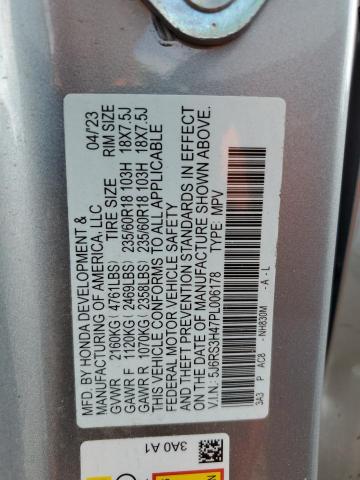 MFD.BY HONDA DEVELOPMENT &
MANUFACTURING OF AMERICA, LLC 04/'23
TIRE SIZE RIM SIZE
GVWR 2160KG(4761LBS)
GAWR F 1120KG(2469LBS) 235/60R18 103H 18X7.5J
GAWR R 1070KG(2358LBS) 235/60R18 103H 18X7.5J
THIS VEHICLE CONFORMS TO ALL APPLICABLE
FEDERAL MOTOR VEHICLE SAFETY
AND THEFT PREVENTION STANDARDS IN EFFECT
ON THE DATE OF MANUFACTURE SHOWN ABOVE.
V.I.N.: 5J6RS3H47PL006178 TYPE: MPV
3A3 P AC8 - NH830M - A - L
3A0 A1